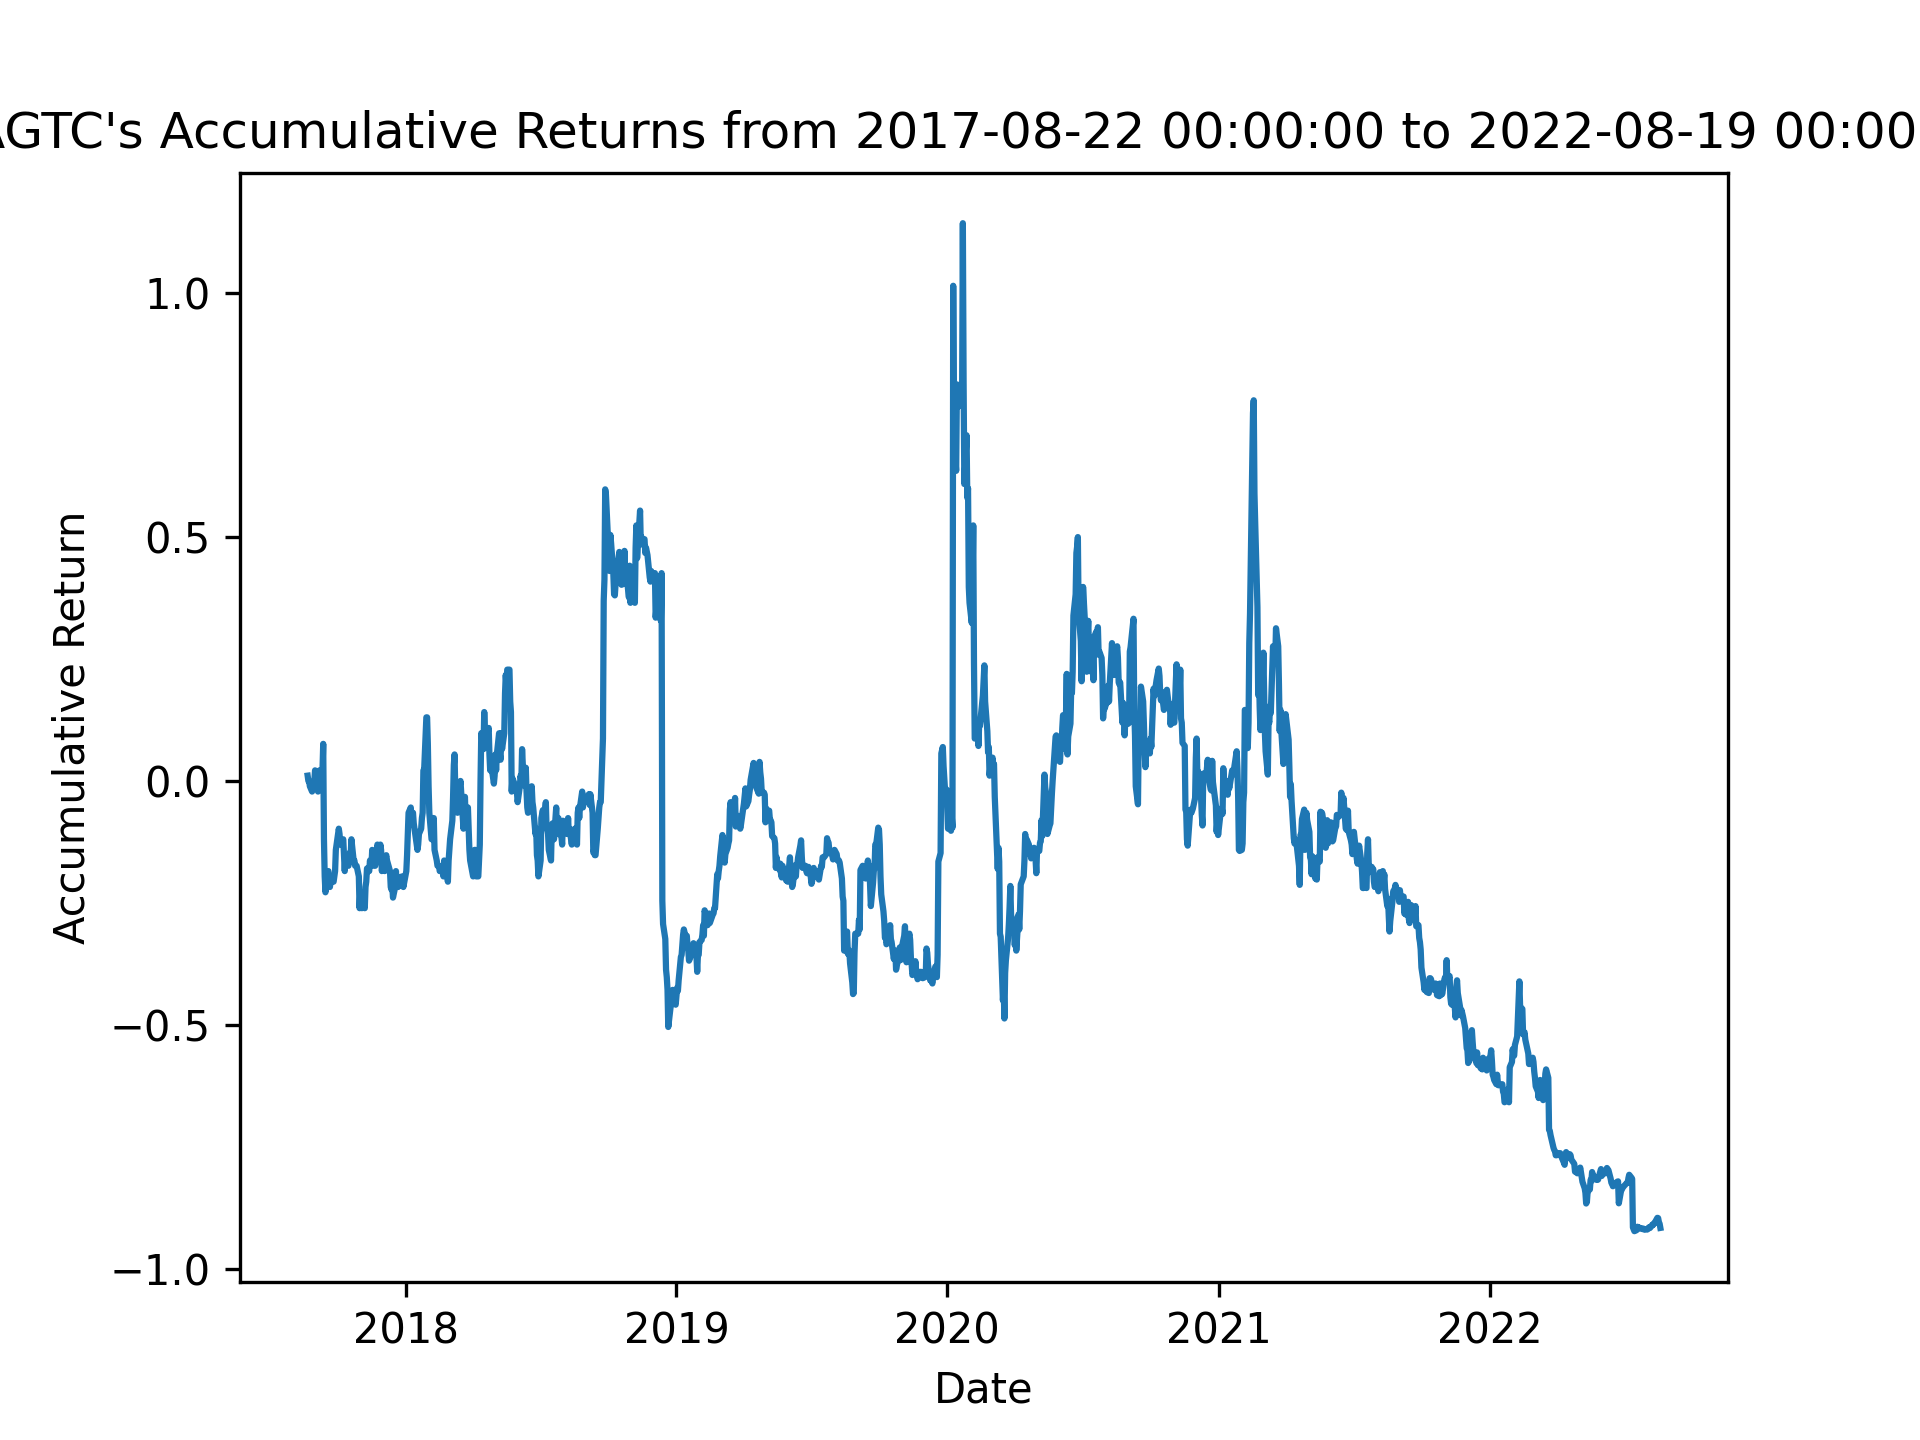 AGTC's Accumulative Returns from 2017-08-22 00:00:00 to 2022-08-19 00:00
Accumulative Return
1.0
0.5
0.0
−0.5
−1.0
2018 2019 2020 2021 2022
Date